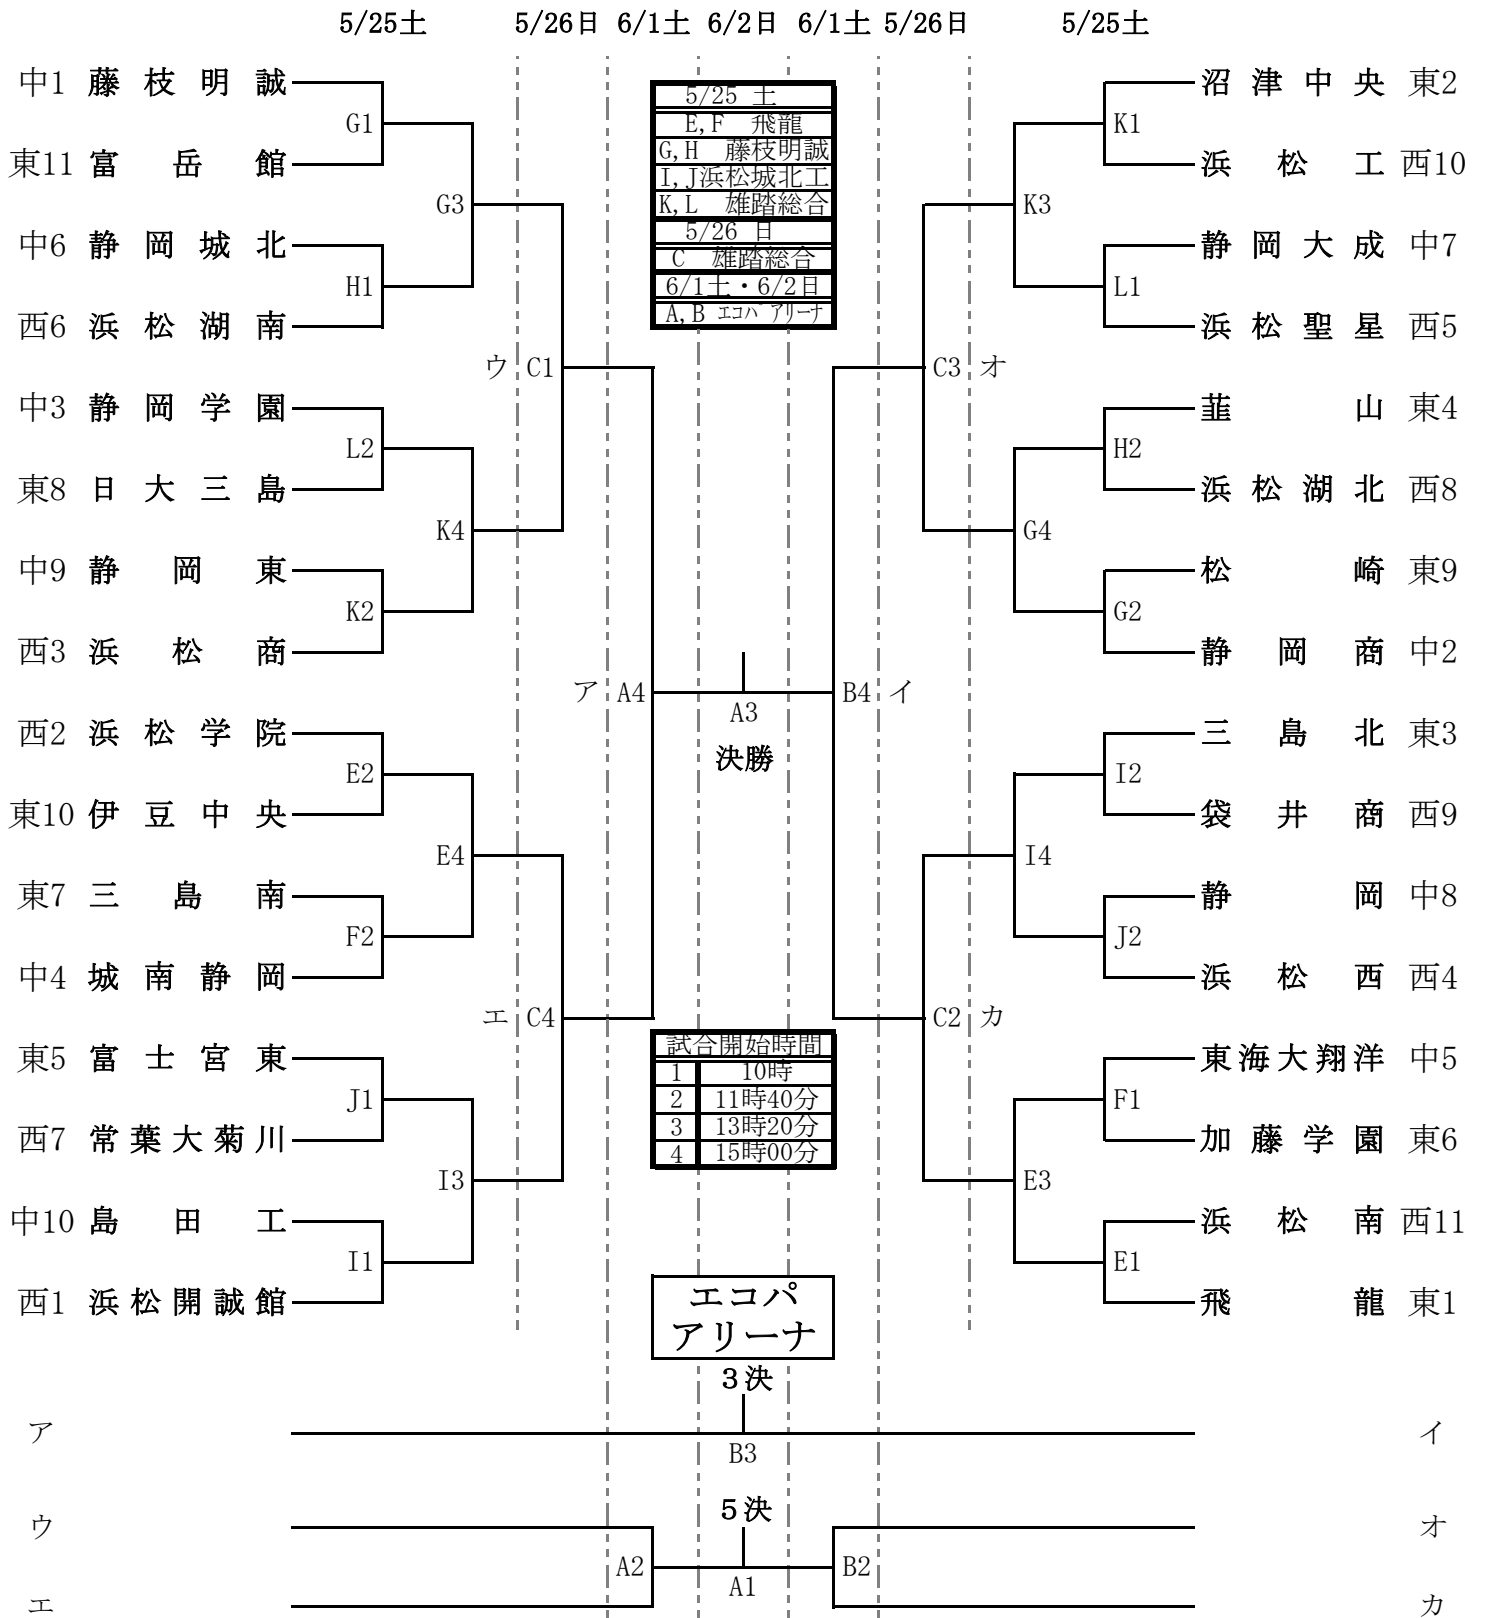 5/25土 5/26日 6/1土 6/2日 6/1土 5/26日 5/25土
中1 藤枝明誠
G1
東11 富岳館
G3
中6 静岡城北
H1
西6 浜松湖南
ウ C1
中3 静岡学園
L2
東8 日大三島
K4
中9 静岡東
K2
西3 浜松商
ア A4
西2 浜松学院
E2
東10 伊豆中央
E4
東7 三島南
F2
中4 城南静岡
エ C4
東5 富士宮東
J1
西7 常葉大菊川
I3
中10 島田工
I1
西1 浜松開誠館
5/25 土
E,F 飛龍
G,H 藤枝明誠
I,J浜松城北工
K,L 雄踏総合
5/26 日
C 雄踏総合
6/1土・6/2日
A,B エコパアリーナ
A3
決勝
試合開始時間
1 10時
2 11時40分
3 13時20分
4 15時00分
エコパ
アリーナ
沼津中央 東2
K1
浜松工 西10
K3
静岡大成 中7
L1
浜松聖星 西5
C3 オ
韮山 東4
H2
浜松湖北 西8
G4
松崎 東9
G2
静岡商 中2
B4 イ
三島北 東3
I2
袋井商 西9
I4
静岡 中8
J2
浜松西 西4
C2 カ
東海大翔洋 中5
F1
加藤学園 東6
E3
浜松南 西11
E1
飛龍 東1
3決
ア イ
B3
5決
ウ オ
A2 A1 B2
エ カ